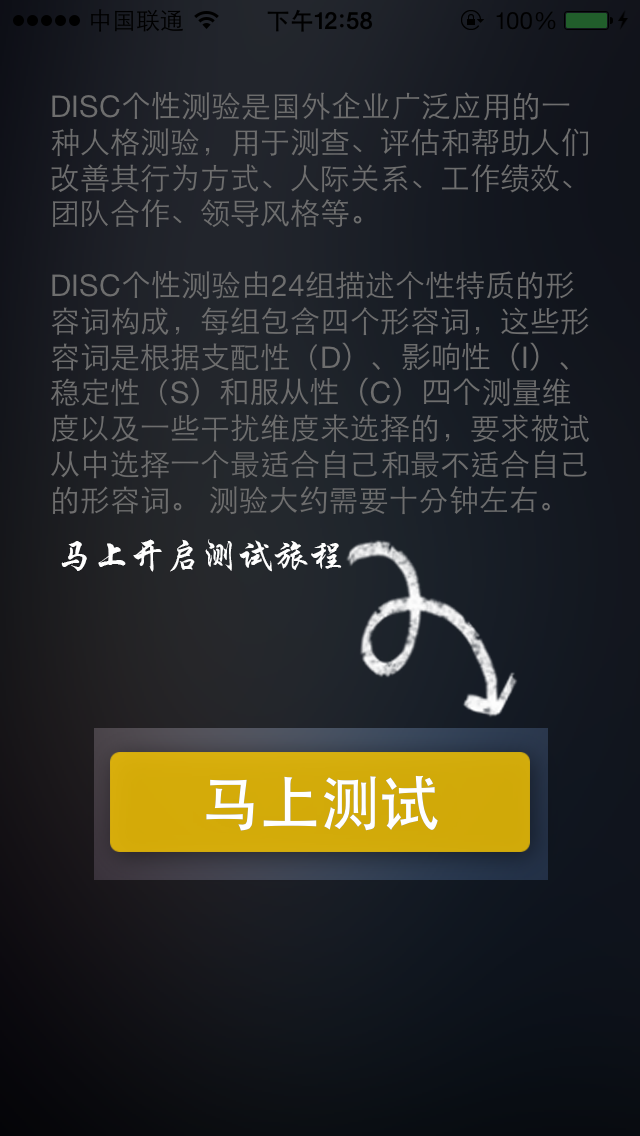 中国联通 下午12:58 100%
DISC个性测验是国外企业广泛应用的一
种人格测验，用于测查、评估和帮助人们
改善其行为方式、人际关系、工作绩效、
团队合作、领导风格等。
DISC个性测验由24组描述个性特质的形
容词构成，每组包含四个形容词，这些形
容词是根据支配性（D）、影响性（I）、
稳定性（S）和服从性（C）四个测量维
度以及一些干扰维度来选择的，要求被试
从中选择一个最适合自己和最不适合自己
的形容词。 测验大约需要十分钟左右。
马上开启测试旅程
马上测试